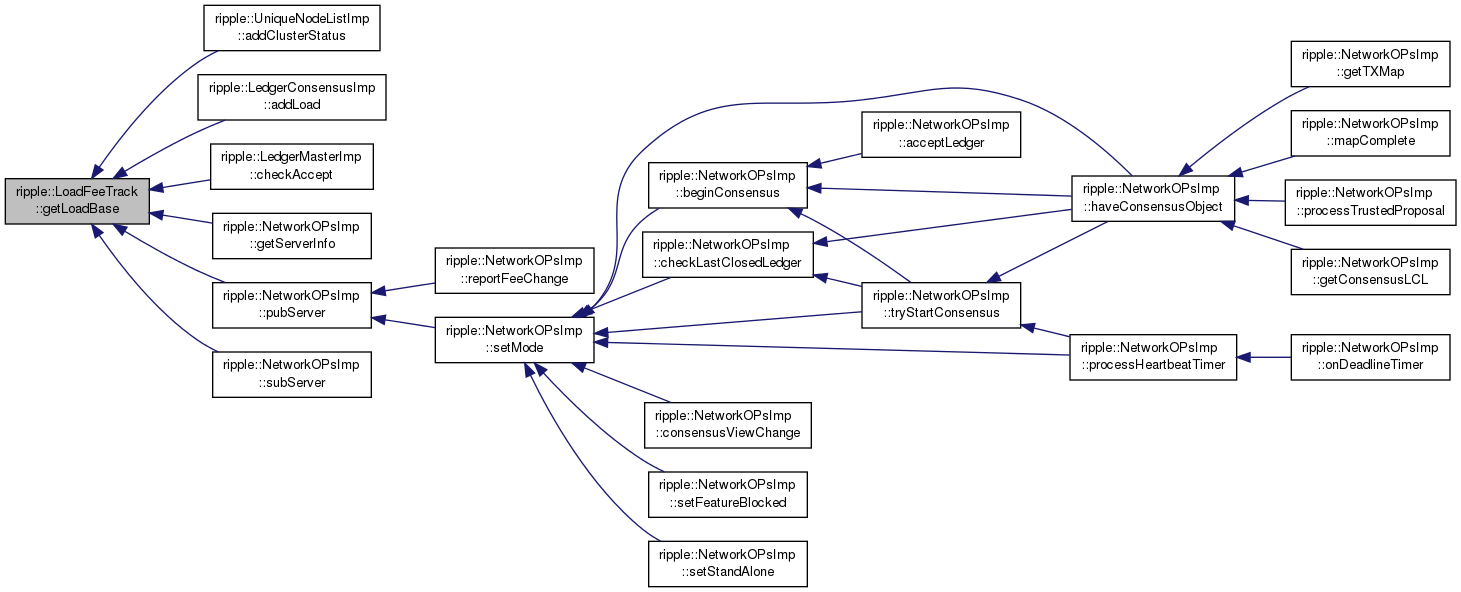 ripple::LoadFeeTrack
::getLoadBase
ripple::UniqueNodeListImp
::addClusterStatus
ripple::LedgerConsensusImp
::addLoad
ripple::LedgerMasterImp
::checkAccept
ripple::NetworkOPsImp
::getServerInfo
ripple::NetworkOPsImp
::pubServer
ripple::NetworkOPsImp
::subServer
ripple::NetworkOPsImp
::reportFeeChange
ripple::NetworkOPsImp
::setMode
ripple::NetworkOPsImp
::beginConsensus
ripple::NetworkOPsImp
::checkLastClosedLedger
ripple::NetworkOPsImp
::consensusViewChange
ripple::NetworkOPsImp
::setFeatureBlocked
ripple::NetworkOPsImp
::setStandAlone
ripple::NetworkOPsImp
::acceptLedger
ripple::NetworkOPsImp
::tryStartConsensus
ripple::NetworkOPsImp
::haveConsensusObject
ripple::NetworkOPsImp
::processHeartbeatTimer
ripple::NetworkOPsImp
::getTXMap
ripple::NetworkOPsImp
::mapComplete
ripple::NetworkOPsImp
::processTrustedProposal
ripple::NetworkOPsImp
::getConsensusLCL
ripple::NetworkOPsImp
::onDeadlineTimer